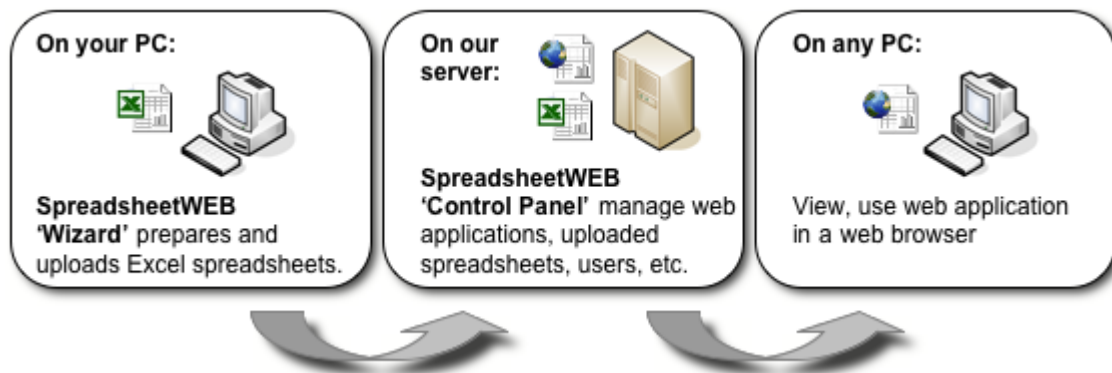 On your PC:
SpreadsheetWEB
‘Wizard’ prepares and
uploads Excel spreadsheets.
On our
server:
SpreadsheetWEB
‘Control Panel’ manage web
applications, uploaded
spreadsheets, users, etc.
On any PC:
View, use web application
in a web browser